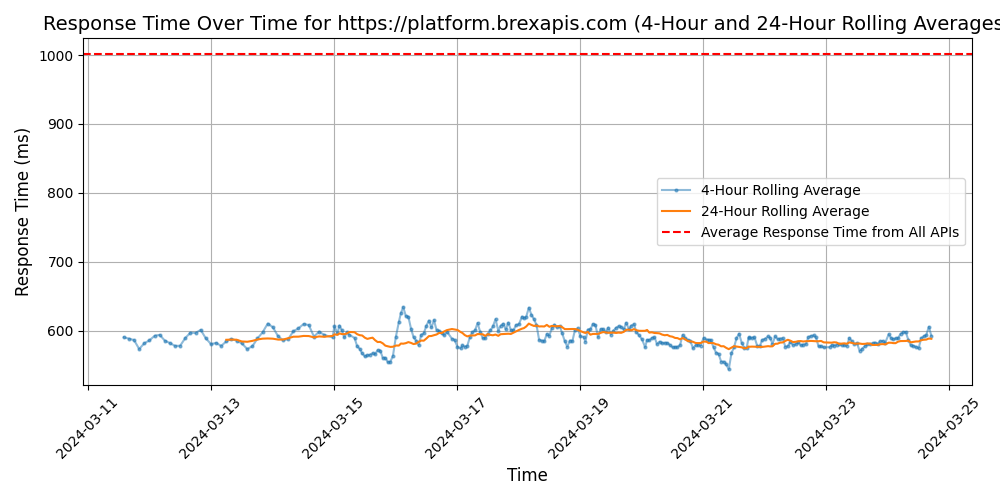 Response Time Over Time for https://platform.brexapis.com (4-Hour and 24-Hour Rolling Averages
Response Time (ms)
1000
900
800
700
600
4-Hour Rolling Average
24-Hour Rolling Average
Average Response Time from All APIs
2024-03-11
2024-03-13
2024-03-15
2024-03-17
2024-03-19
2024-03-21
2024-03-23
2024-03-25
Time